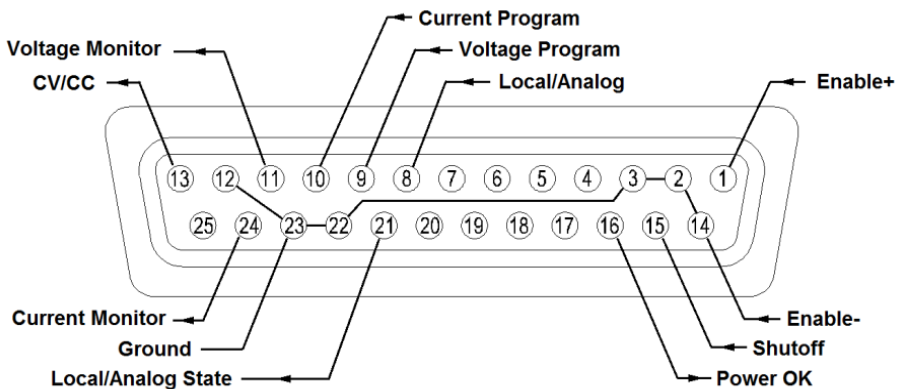 Current Program
Voltage Monitor
Voltage Program
CV/CC
Local/Analog
Enable+
13 12 11 10 9 8 7 6 5 4 3 2 1
25 24 23 22 21 20 19 18 17 16 15 14
Current Monitor
Enable-
Ground
Shutoff
Local/Analog State
Power OK